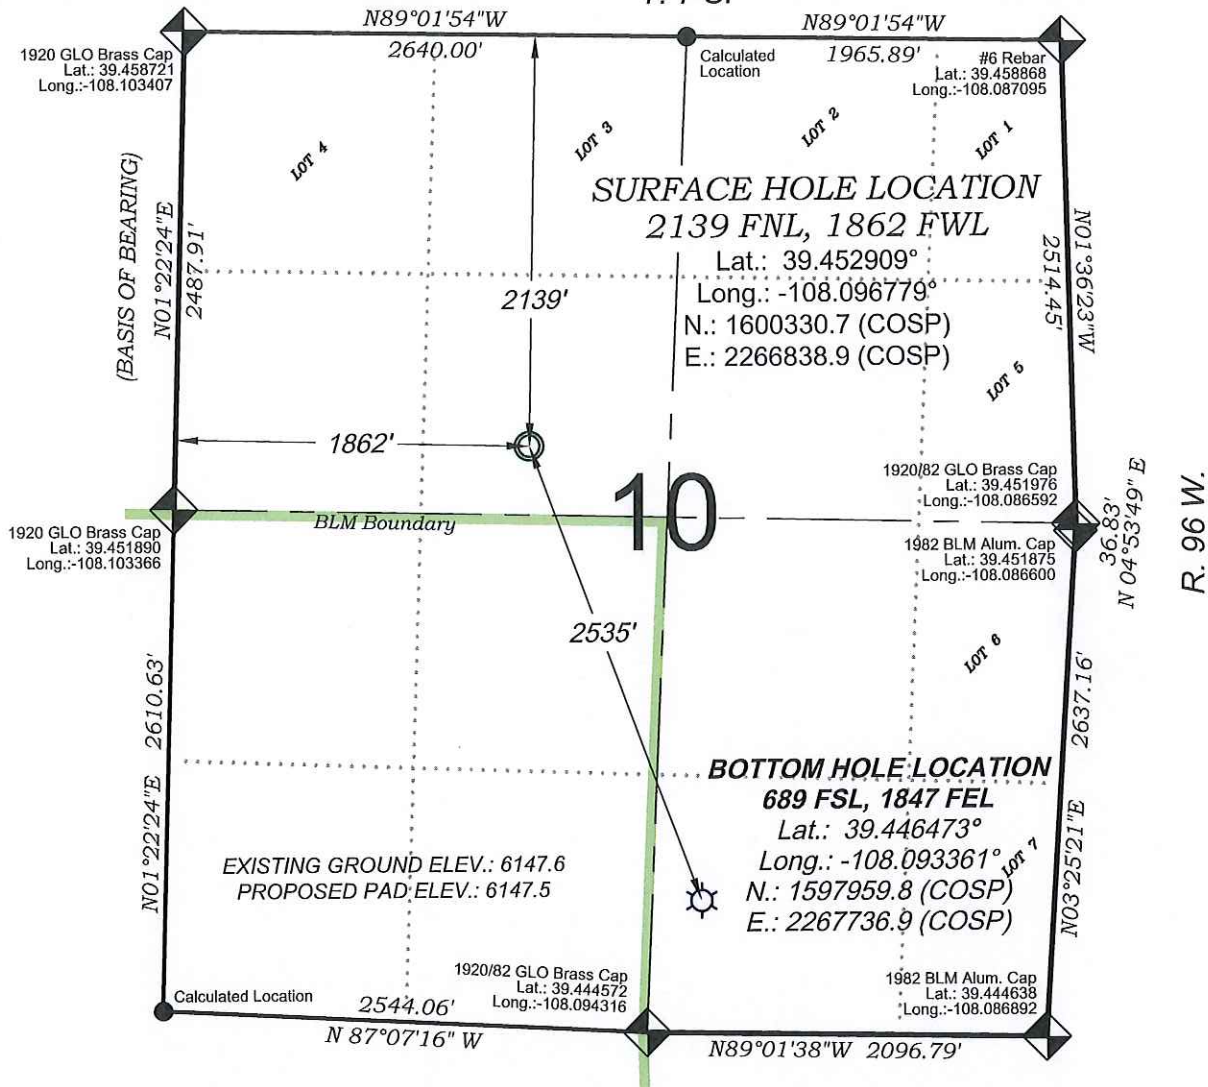 N89°01'54"W
2640.00'
N89°01'54"W
1965.89'
1920 GLO Brass Cap
Lat.: 39.458721
Long.:-108.103407
Calculated
Location
#6 Rebar
Lat.: 39.458868
Long.:-108.087095
LOT 4
LOT 3
LOT 2
LOT 1
(BASIS OF BEARING)
N01°22'24"E
2487.91'
SURFACE HOLE LOCATION
2139 FNL, 1862 FWL
Lat.: 39.452909°
Long.: -108.096779°
N.: 1600330.7 (COSP)
E.: 2266838.9 (COSP)
N01°36'23"W
2514.45'
2139'
LOT 5
1862'
10
1920/82 GLO Brass Cap
Lat.: 39.451976
Long.:-108.086592
BLM Boundary
1920 GLO Brass Cap
Lat.: 39.451890
Long.:-108.103366
1982 BLM Alum. Cap
Lat.: 39.451875
Long.:-108.086600
36.83'
N 04°53'49" E
R. 96 W.
2535'
LOT 6
2610.63'
N01°22'24"E
2637.16'
N03°25'21"E
BOTTOM HOLE LOCATION
689 FSL, 1847 FEL
Lat.: 39.446473°
Long.: -108.093361°
N.: 1597959.8 (COSP)
E.: 2267736.9 (COSP)
LOT 7
EXISTING GROUND ELEV.: 6147.6
PROPOSED PAD ELEV.: 6147.5
1920/82 GLO Brass Cap
Lat.: 39.444572
Long.:-108.094316
1982 BLM Alum. Cap
Lat.: 39.444638
Long.:-108.086892
Calculated Location
2544.06'
N 87°07'16" W
N89°01'38"W 2096.79'